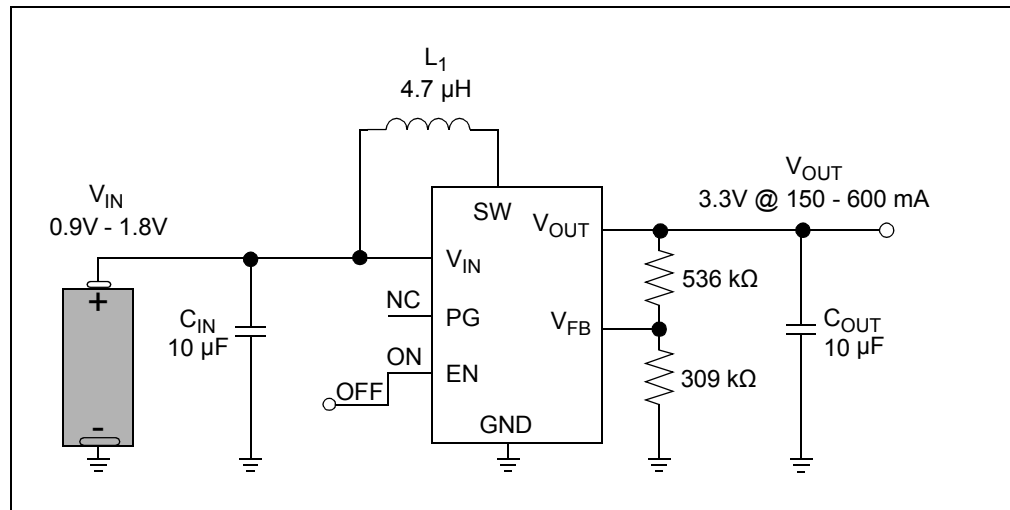 L1
4.7 µH
VIN
0.9V - 1.8V
VOUT
3.3V @ 150 - 600 mA
SW
VOUT
VIN
536 kΩ
NC
PG
VFB
CIN
10 µF
COUT
10 µF
ON
EN
OFF
309 kΩ
GND
+
-